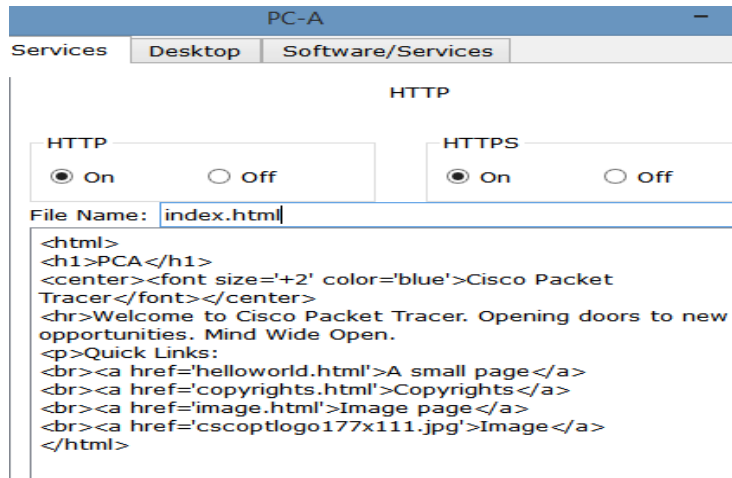 PC-A
Services Desktop Software/Services
HTTP
HTTP HTTPS
On Off On Off
File Name: index.html
<html>
<h1>PCA</h1>
<center><font size='+2' color='blue'>Cisco Packet
Tracer</font></center>
<hr>Welcome to Cisco Packet Tracer. Opening doors to new
opportunities. Mind Wide Open.
<p>Quick Links:
<br><a href='helloworld.html'>A small page</a>
<br><a href='copyrights.html'>Copyrights</a>
<br><a href='image.html'>Image page</a>
<br><a href='cscoptlogo177x111.jpg'>Image</a>
</html>